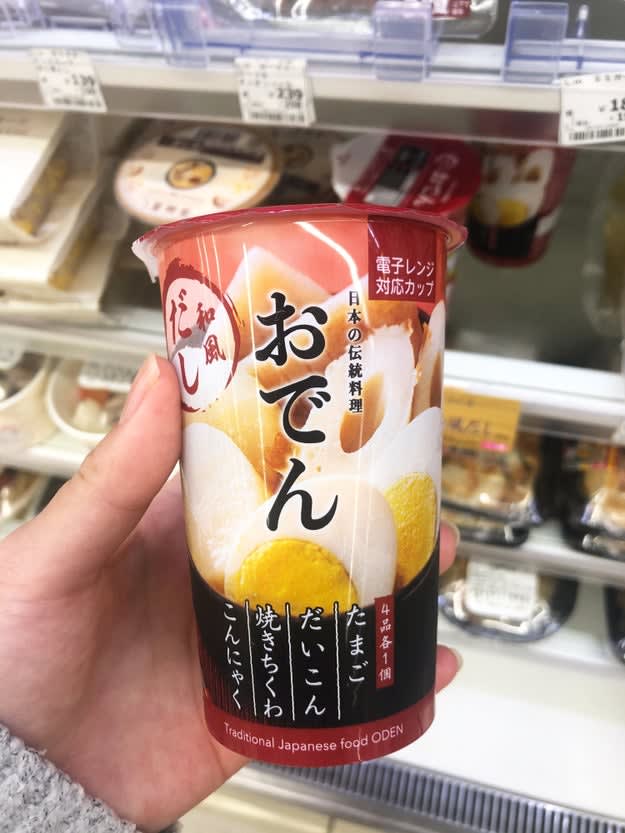 電子レンジ
対応カップ
和風
だし
日本の伝統料理
おでん
4品各1個
たまご
だいこん
焼きちくわ
こんにゃく
Traditional Japanese food ODEN
239